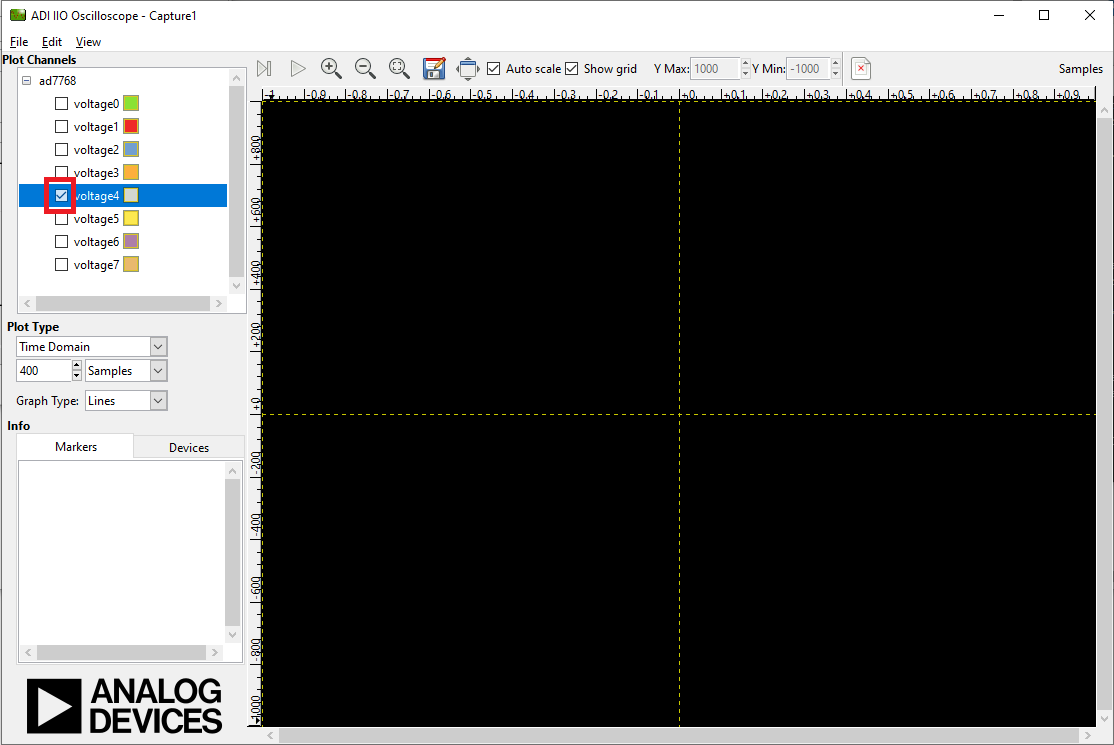 ADI IIO Oscilloscope - Capture1
File Edit View
Plot Channels
ad7768
voltage0
voltage1
voltage2
voltage3
voltage4
voltage5
voltage6
voltage7
Auto scale Show grid Y Max: 1000 Y Min: -1000 Samples
-1 -0.9 -0.8 -0.7 -0.6 -0.5 -0.4 -0.3 -0.2 -0.1 +0. +0.1 +0.2 +0.3 +0.4 +0.5 +0.6 +0.7 +0.8 +0.9
+800
+600
+400
+200
+0
-200
-400
-600
-800
-1000
Plot Type
Time Domain
400 Samples
Graph Type: Lines
Info
Markers Devices
ANALOG
DEVICES